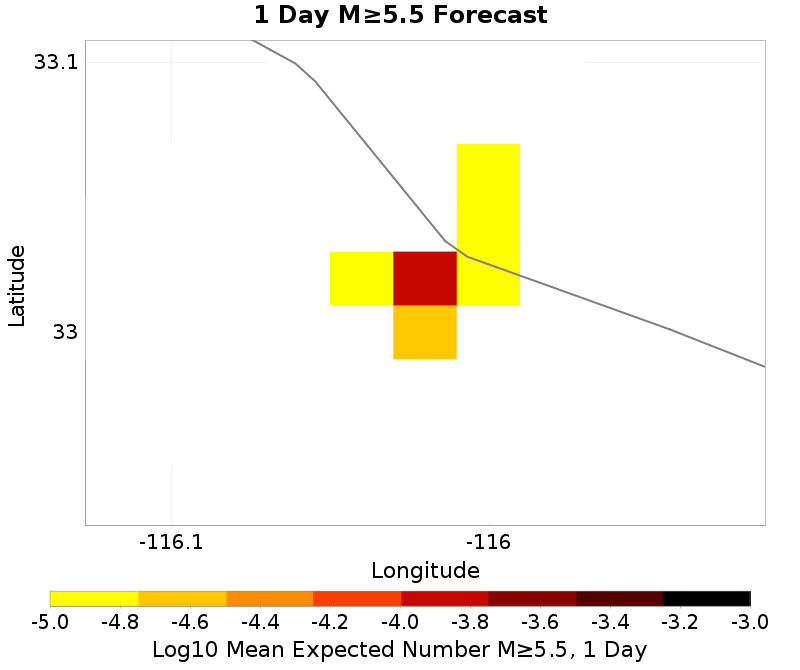 1 Day M≥5.5 Forecast
33.1
33
Latitude
-116.1 -116
Longitude
-5.0 -4.8 -4.6 -4.4 -4.2 -4.0 -3.8 -3.6 -3.4 -3.2 -3.0
Log10 Mean Expected Number M≥5.5, 1 Day